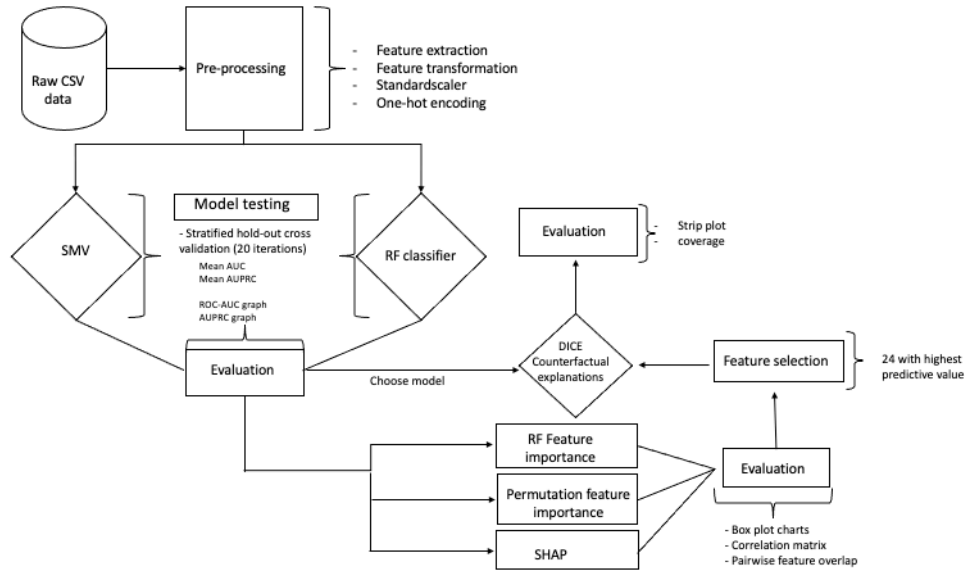 Raw CSV
data
Pre-processing
- Feature extraction
- Feature transformation
- Standardscaler
- One-hot encoding
SMV
Model testing
- Stratified hold-out cross
validation (20 iterations)
Mean AUC
Mean AUPRC
ROC-AUC graph
AUPRC graph
RF classifier
Evaluation
- Strip plot
- coverage
Evaluation
Choose model
DICE
Counterfactual
explanations
Feature selection
24 with highest
predictive value
RF Feature
importance
Permutation feature
importance
SHAP
Evaluation
- Box plot charts
- Correlation matrix
- Pairwise feature overlap